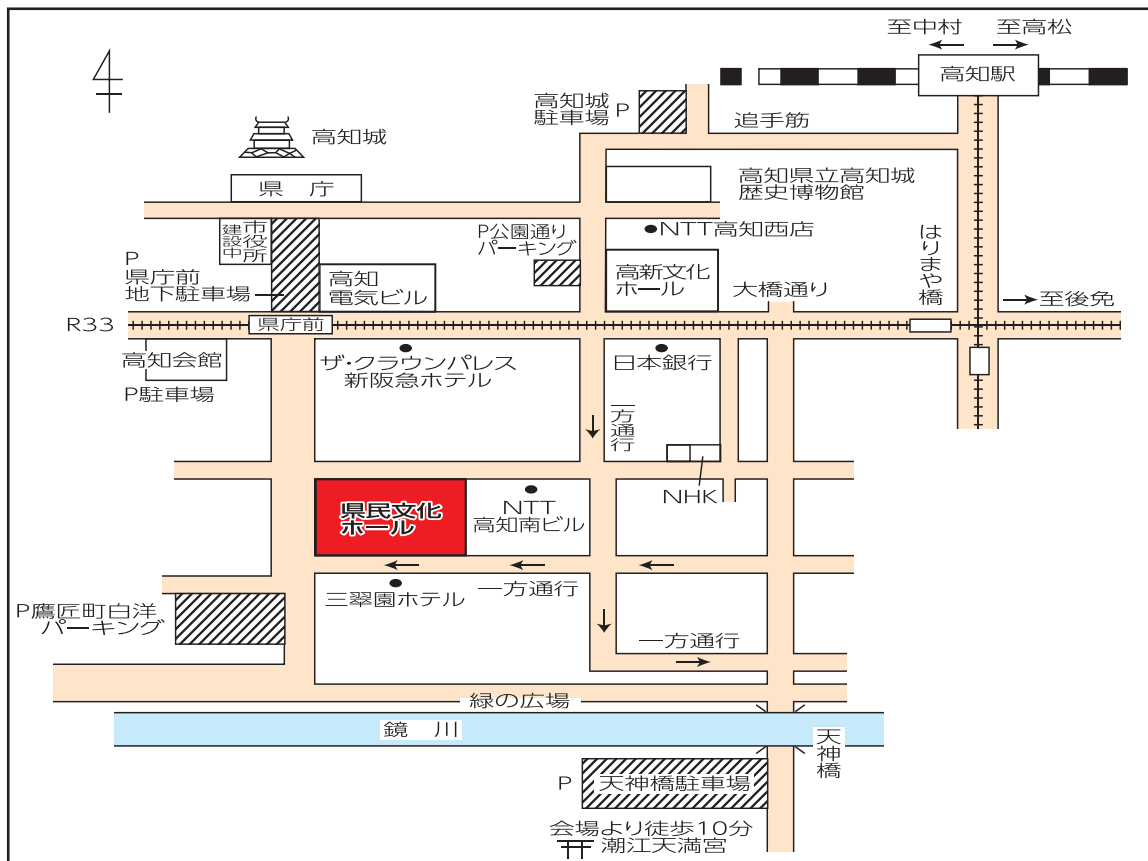 至中村
至高松
高知駅
高知城
駐車場
P
追手筋
高知城
県 庁
高知県立高知城
歴史博物館
市役所
建設中
P公園通り
パーキング
NTT高知西店
はりまや橋
P
県庁前
地下駐車場
高知
電気ビル
高新文化
ホール
大橋通り
至後免
R33
県庁前
高知会館
P駐車場
ザ・クラウンパレス
新阪急ホテル
日本銀行
一方通行
NHK
県民文化
ホール
NTT
高知南ビル
三翠園ホテル
一方通行
P鷹匠町白洋
パーキング
一方通行
緑の広場
鏡 川
天神橋
P
天神橋駐車場
会場より徒歩10分
潮江天満宮